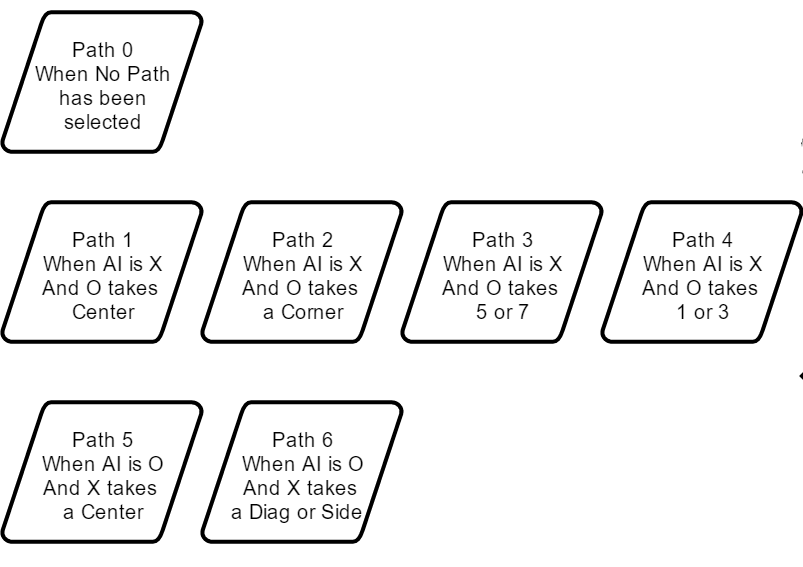 Path 0
When No Path
has been
selected
Path 1
When AI is X
And O takes
Center
Path 2
When AI is X
And O takes
a Corner
Path 3
When AI is X
And O takes
5 or 7
Path 4
When AI is X
And O takes
1 or 3
Path 5
When AI is O
And X takes
a Center
Path 6
When AI is O
And X takes
a Diag or Side